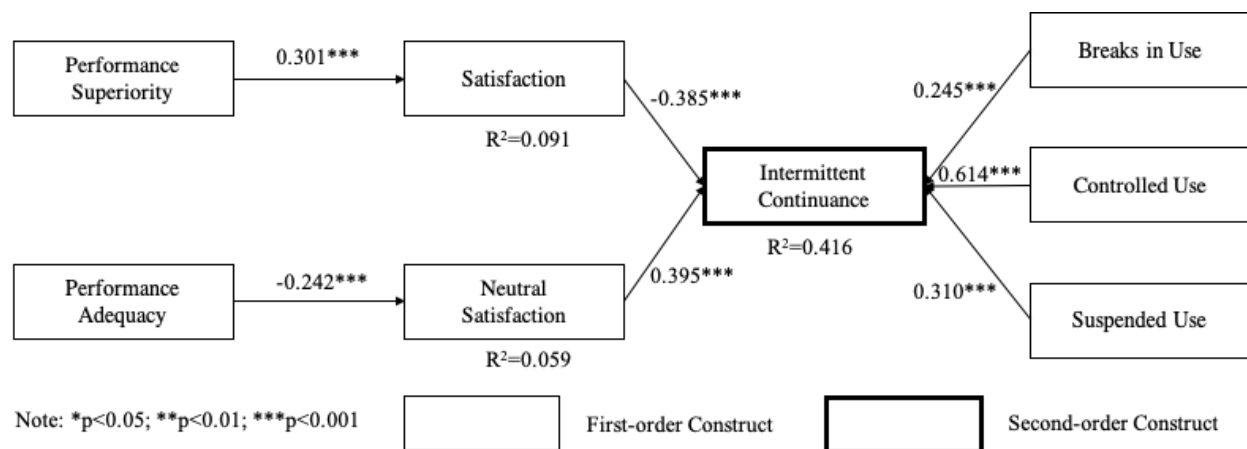 Performance
Superiority
0.301***
Satisfaction
R²=0.091
-0.385***
Breaks in Use
0.245***
Intermittent
Continuance
R²=0.416
0.614***
Controlled Use
Performance
Adequacy
-0.242***
Neutral
Satisfaction
R²=0.059
0.395***
0.310***
Suspended Use
Note: *p<0.05; **p<0.01; ***p<0.001
First-order Construct
Second-order Construct